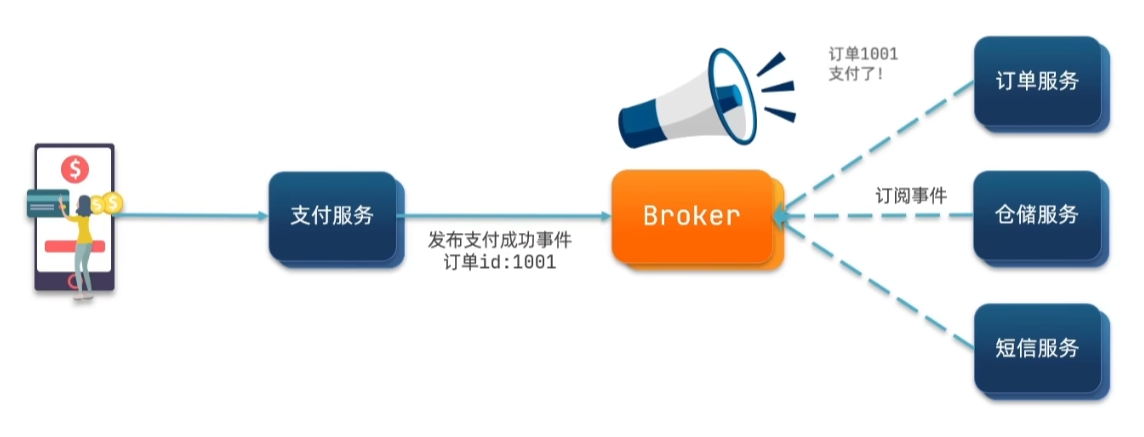 订单1001
支付了!
订单服务
$
支付服务
Broker
订阅事件
仓储服务
发布支付成功事件
订单id:1001
短信服务